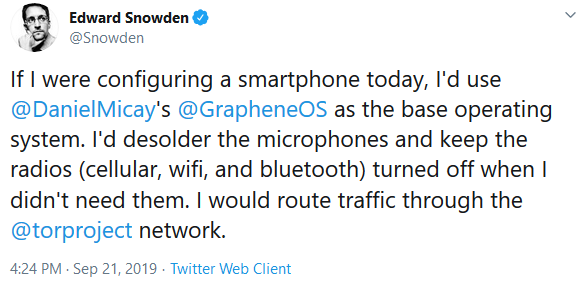 Edward Snowden
@Snowden
If I were configuring a smartphone today, I'd use
@DanielMicay's @GrapheneOS as the base operating
system. I'd desolder the microphones and keep the
radios (cellular, wifi, and bluetooth) turned off when I
didn't need them. I would route traffic through the
@torproject network.
4:24 PM · Sep 21, 2019 · Twitter Web Client